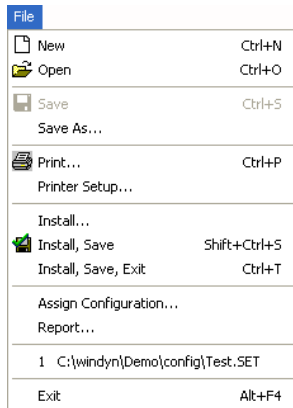 File
New Ctrl+N
Open Ctrl+O
Save Ctrl+S
Save As...
Print... Ctrl+P
Printer Setup...
Install...
Install, Save Shift+Ctrl+S
Install, Save, Exit Ctrl+T
Assign Configuration...
Report...
1 C:\windyn\Demo\config\Test.SET
Exit Alt+F4